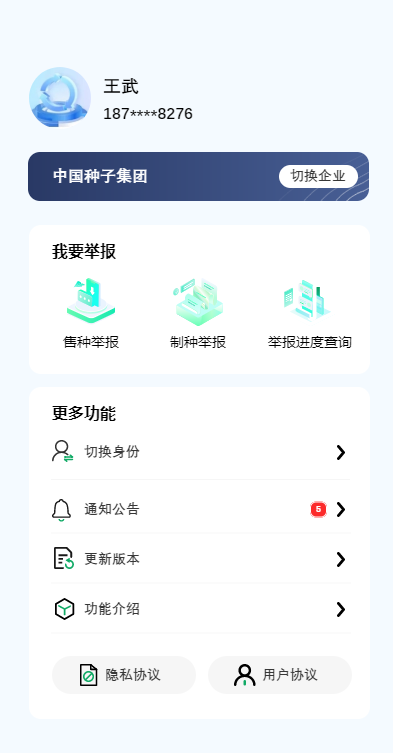 王武
187****8276
中国种子集团
切换企业
我要举报
售种举报
制种举报
举报进度查询
更多功能
切换身份
通知公告
6
更新版本
功能介绍
隐私协议
用户协议